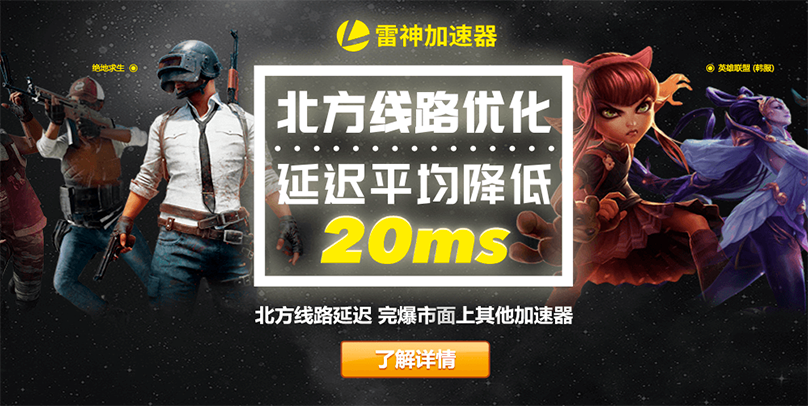 雷神加速器
绝地求生
英雄联盟 (韩服)
北方线路优化
延迟平均降低
20ms
北方线路延迟 完爆市面上其他加速器
了解详情